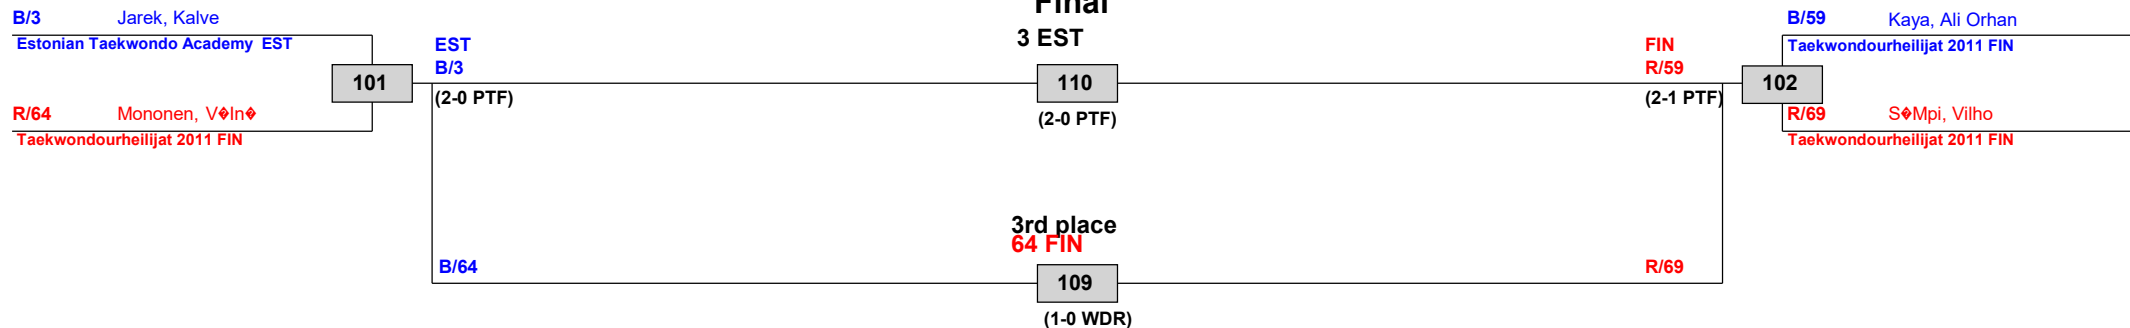 Final
B/3 Jarek, Kalve
Estonian Taekwondo Academy EST
R/64 Mononen, V�In�
Taekwondourheilijat 2011 FIN
101
EST
B/3
(2-0 PTF)
3 EST
110
(2-0 PTF)
FIN
R/59
(2-1 PTF)
102
B/59 Kaya, Ali Orhan
Taekwondourheilijat 2011 FIN
R/69 S�Mpi, Vilho
Taekwondourheilijat 2011 FIN
3rd place
64 FIN
B/64
109
R/69
(1-0 WDR)